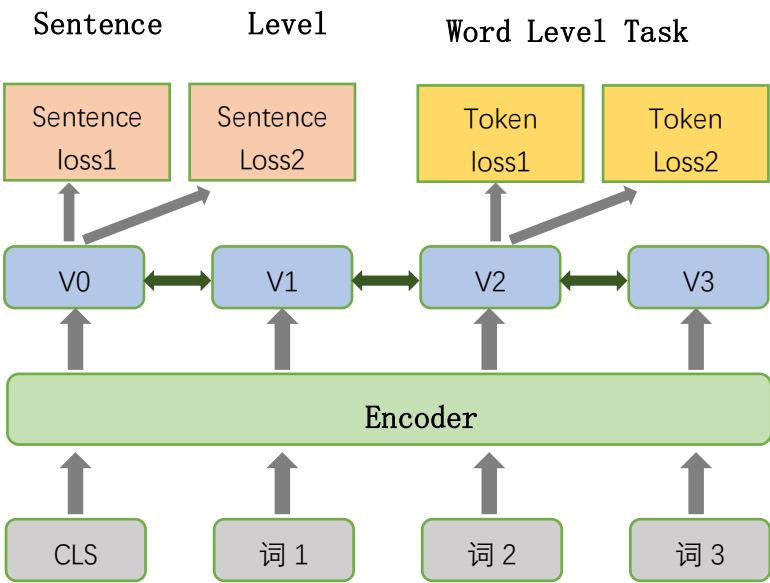 Sentence Level
Word Level Task
Sentence
loss1
Sentence
Loss2
Token
loss1
Token
Loss2
V0
V1
V2
V3
Encoder
CLS
词 1
词 2
词 3